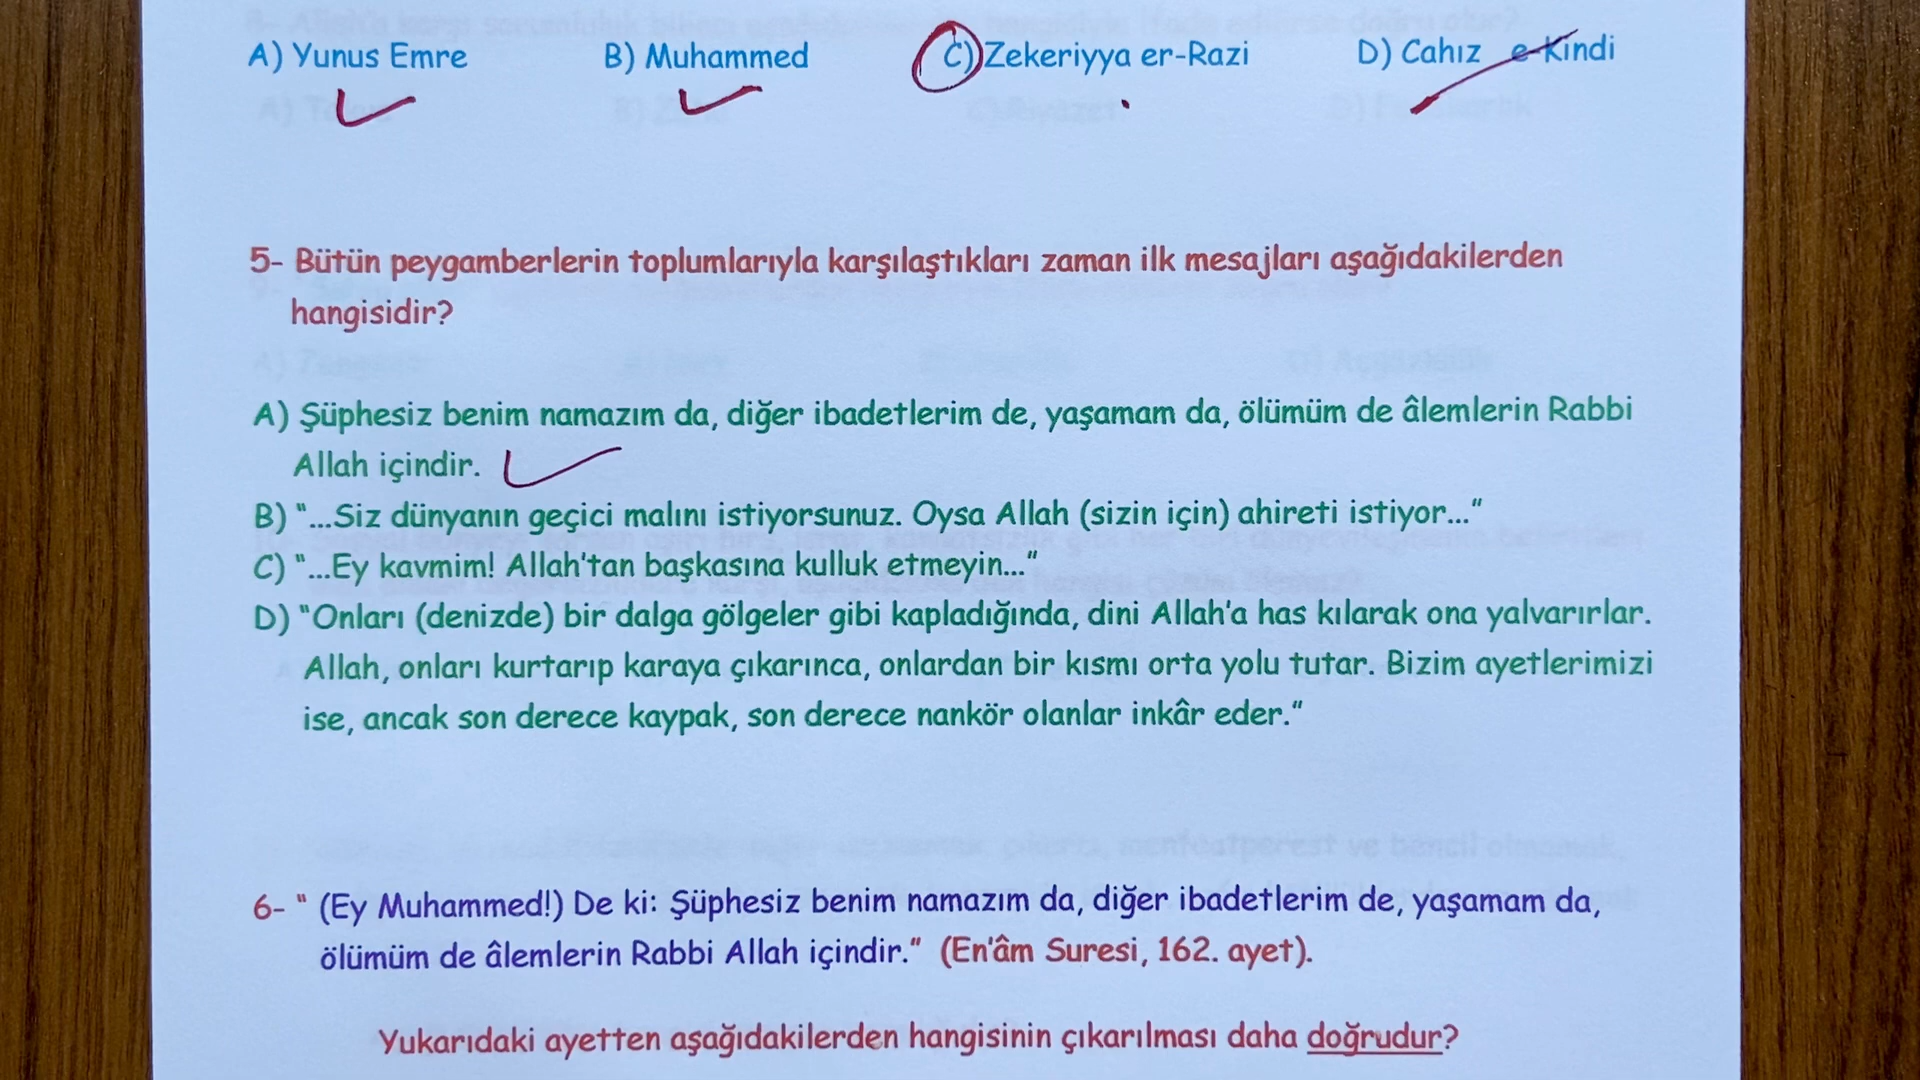 A) Yunus Emre B) Muhammed C) Zekeriyya er-Razi D) Cahız e-Kindi
5- Bütün peygamberlerin toplumlarıyla karşılaştıkları zaman ilk mesajları aşağıdakilerden
hangisidir?
A) Şüphesiz benim namazım da, diğer ibadetlerim de, yaşamam da, ölümüm de âlemlerin Rabbi
Allah içindir.
B) "...Siz dünyanın geçici malını istiyorsunuz. Oysa Allah (sizin için) ahireti istiyor..."
C) "...Ey kavmim! Allah'tan başkasına kulluk etmeyin..."
D) "Onları (denizde) bir dalga gölgeler gibi kapladığında, dini Allah'a has kılarak ona yalvarırlar.
Allah, onları kurtarıp karaya çıkarınca, onlardan bir kısmı orta yolu tutar. Bizim ayetlerimizi
ise, ancak son derece kaypak, son derece nankör olanlar inkâr eder."
6- " (Ey Muhammed!) De ki: Şüphesiz benim namazım da, diğer ibadetlerim de, yaşamam da,
ölümüm de âlemlerin Rabbi Allah içindir." (En'âm Suresi, 162. ayet).
Yukarıdaki ayetten aşağıdakilerden hangisinin çıkarılması daha doğrudur?